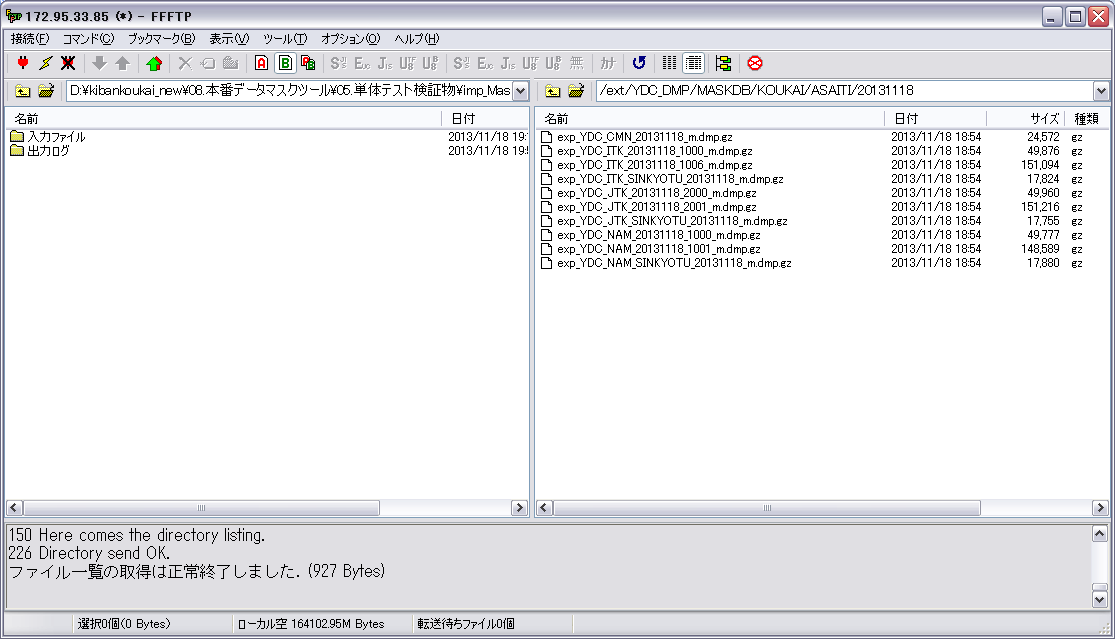 172.95.33.85 (*) - FFFTP
接続(F) コマンド(C) ブックマーク(B) 表示(V) ツール(T) オプション(O) ヘルプ(H)
A B S-JIS EUC JIS UTF8 UTF8 S-JIS EUC JIS UTF8 UTF8 無 カナ
D:¥kibankoukai_new¥08.本番データマスクツール¥05.単体テスト検証物¥imp_Mas
/ext/YDC_DMP/MASKDB/KOUKAI/ASAITI/20131118
名前 日付
入力ファイル 2013/11/18 19:
出力ログ 2013/11/18 19:
名前 日付 サイズ 種類
exp_YDC_CMN_20131118_m.dmp.gz 2013/11/18 18:54 24,572 gz
exp_YDC_ITK_20131118_1000_m.dmp.gz 2013/11/18 18:54 49,876 gz
exp_YDC_ITK_20131118_1006_m.dmp.gz 2013/11/18 18:54 151,094 gz
exp_YDC_ITK_SINKYOTU_20131118_m.dmp.gz 2013/11/18 18:54 17,824 gz
exp_YDC_JTK_20131118_2000_m.dmp.gz 2013/11/18 18:54 49,960 gz
exp_YDC_JTK_20131118_2001_m.dmp.gz 2013/11/18 18:54 151,216 gz
exp_YDC_JTK_SINKYOTU_20131118_m.dmp.gz 2013/11/18 18:54 17,755 gz
exp_YDC_NAM_20131118_1000_m.dmp.gz 2013/11/18 18:54 49,777 gz
exp_YDC_NAM_20131118_1001_m.dmp.gz 2013/11/18 18:54 148,589 gz
exp_YDC_NAM_SINKYOTU_20131118_m.dmp.gz 2013/11/18 18:54 17,880 gz
150 Here comes the directory listing.
226 Directory send OK.
ファイル一覧の取得は正常終了しました. (927 Bytes)
選択0個(0 Bytes) ローカル空 164102.95M Bytes 転送待ちファイル0個